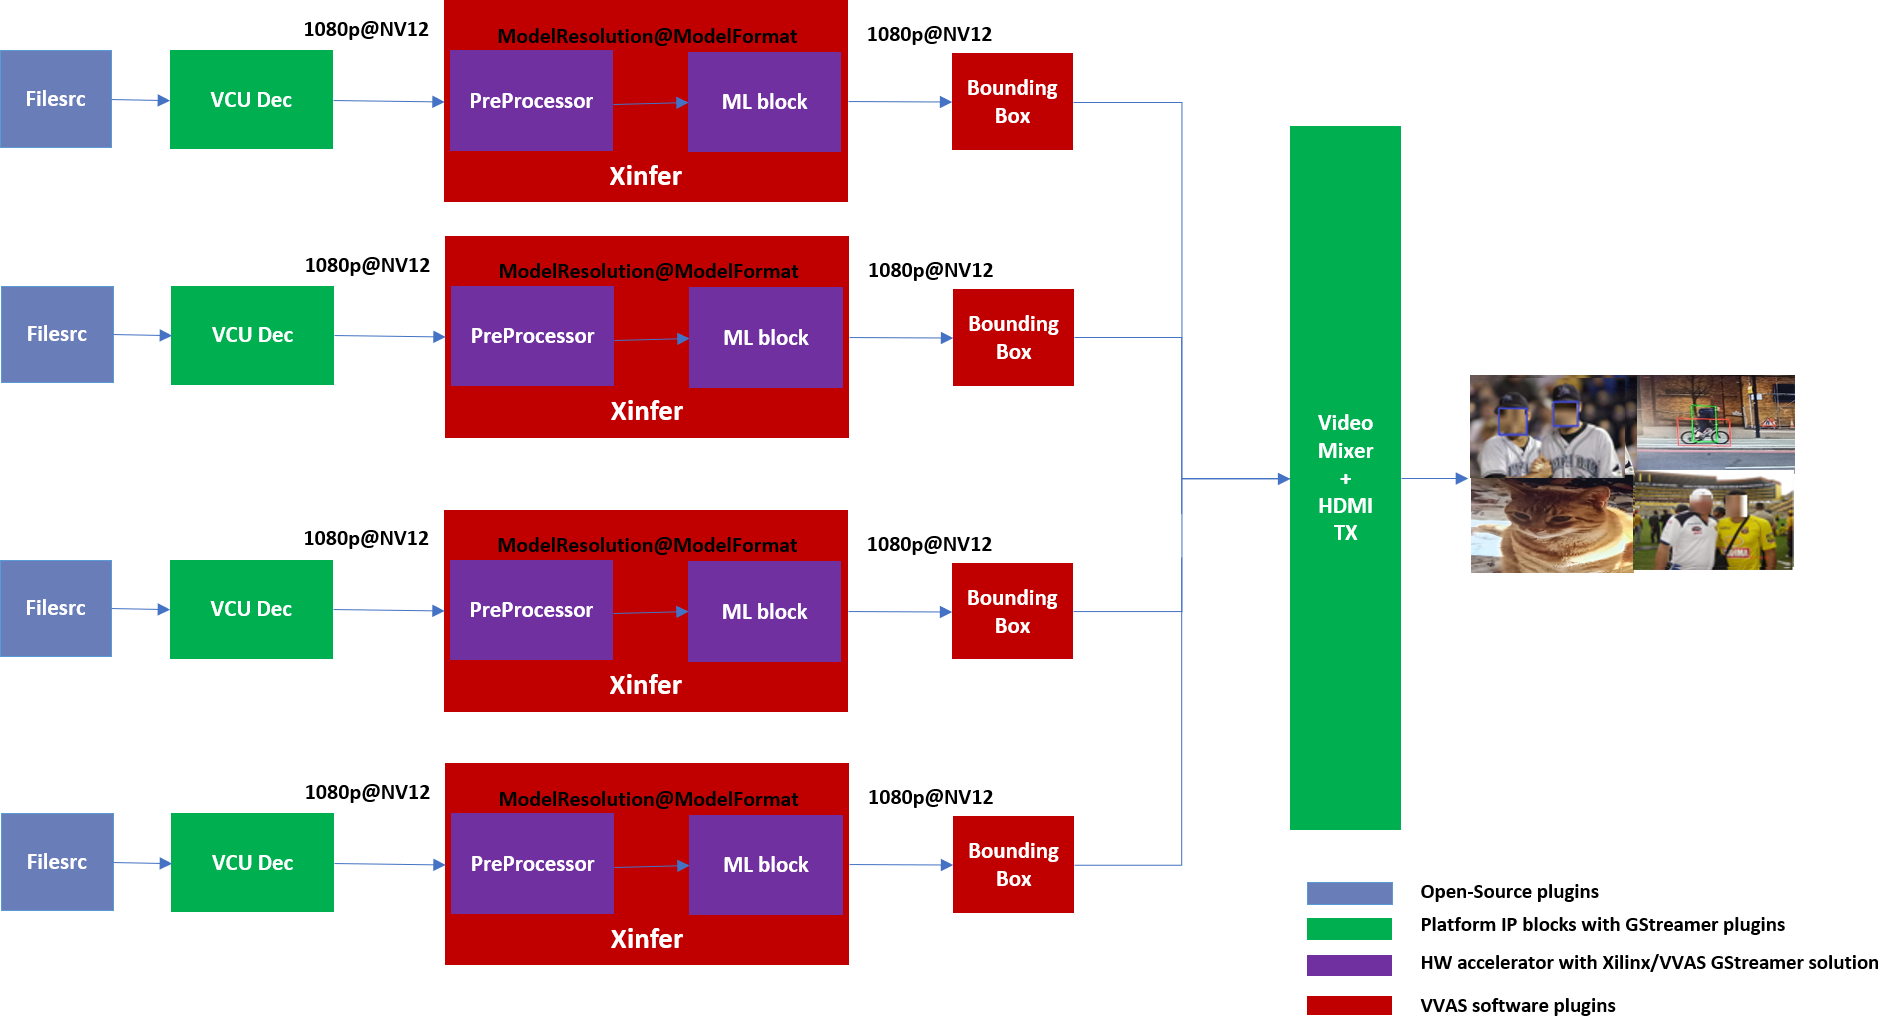 1080p@NV12
ModelResolution@ModelFormat
1080p@NV12
Filesrc
VCU Dec
PreProcessor
ML block
Bounding
Box
Xinfer
1080p@NV12
ModelResolution@ModelFormat
1080p@NV12
Filesrc
VCU Dec
PreProcessor
ML block
Bounding
Box
Xinfer
1080p@NV12
ModelResolution@ModelFormat
1080p@NV12
Filesrc
VCU Dec
PreProcessor
ML block
Bounding
Box
Xinfer
1080p@NV12
ModelResolution@ModelFormat
1080p@NV12
Filesrc
VCU Dec
PreProcessor
ML block
Bounding
Box
Xinfer
Video
Mixer
+
HDMI
TX
Open-Source plugins
Platform IP blocks with GStreamer plugins
HW accelerator with Xilinx/VVAS GStreamer solution
VVAS software plugins